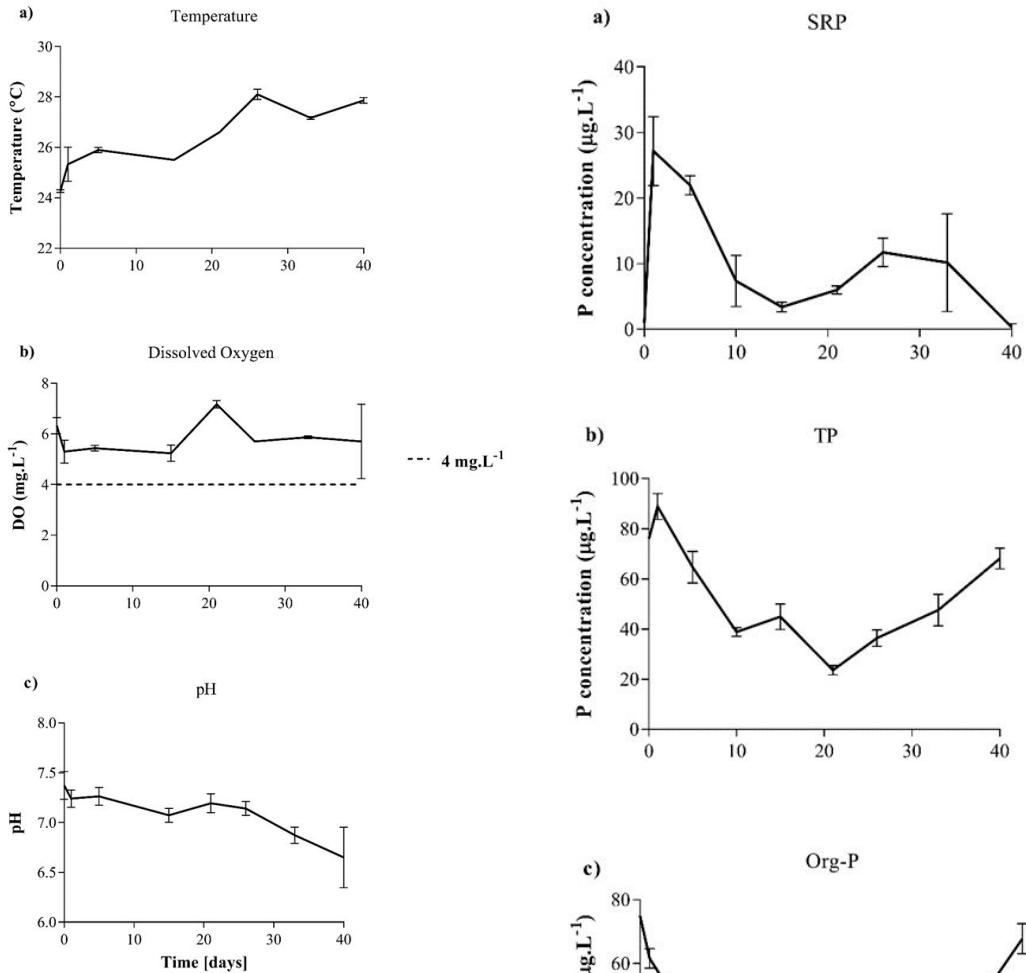 a)
Temperature
30
28
26
24
22
Temperature (°C)
0 10 20 30 40
b)
Dissolved Oxygen
8
6
4
2
0
DO (mg.L⁻¹)
0 10 20 30 40
4 mg.L⁻¹
c)
pH
8.0
7.5
7.0
6.5
6.0
pH
0 10 20 30 40
Time [days]
a)
SRP
40
30
20
10
0
P concentration (µg.L⁻¹)
0 10 20 30 40
b)
TP
100
80
60
40
20
0
P concentration (µg.L⁻¹)
0 10 20 30 40
c)
Org-P
80
60
µg.L⁻¹)